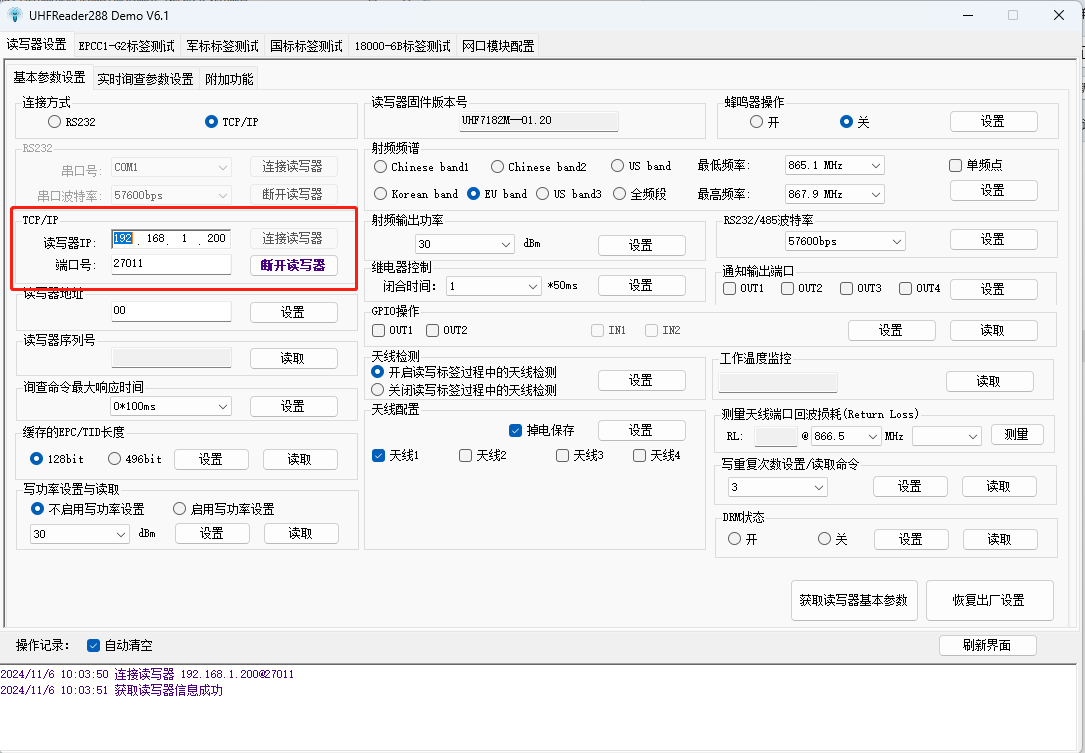 UHFReader288 Demo V6.1
读写器设置 EPCC1-G2标签测试 军标标签测试 国标标签测试 18000-6B标签测试 网口模块配置
基本参数设置 实时询查参数设置 附加功能
连接方式
RS232 TCP/IP
RS232
串口号: COM1 连接读写器
串口波特率: 57600bps 断开读写器
TCP/IP
读写器IP: 192 . 168 . 1 . 200 连接读写器
端口号: 27011 断开读写器
读写器地址
00 设置
读写器序列号
读取
询查命令最大响应时间
0*100ms 设置
缓存的EPC/TID长度
128bit 496bit 设置 读取
写功率设置与读取
不启用写功率设置 启用写功率设置
30 dBm 设置 读取
读写器固件版本号
UHF7182M--01.20
射频频谱
Chinese band1 Chinese band2 US band 最低频率: 865.1 MHz 单频点
Korean band EU band US band3 全频段 最高频率: 867.9 MHz 设置
射频输出功率
30 dBm 设置
继电器控制
闭合时间: 1 *50ms 设置
GPIO操作
OUT1 OUT2 IN1 IN2 设置 读取
天线检测
开启读写标签过程中的天线检测
关闭读写标签过程中的天线检测
设置
天线配置
掉电保存 设置
天线1 天线2 天线3 天线4
蜂鸣器操作
开 关 设置
RS232/485波特率
57600bps 设置
通知输出端口
OUT1 OUT2 OUT3 OUT4 设置
工作温度监控
读取
测量天线端口回波损耗(Return Loss)
RL: @ 866.5 MHz 测量
写重复次数设置/读取命令
3 设置 读取
DRM状态
开 关 设置 读取
获取读写器基本参数 恢复出厂设置
操作记录: 自动清空 刷新界面
2024/11/6 10:03:50 连接读写器 192.168.1.200@27011
2024/11/6 10:03:51 获取读写器信息成功